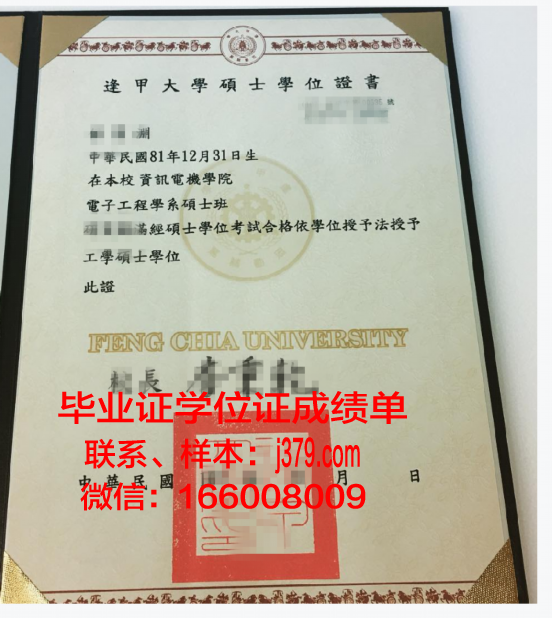 逢甲大學碩士學位證書
號
中華民國81年12月31日生
在本校資訊電機學院
電子工程學系碩士班
經碩士學位考試合格依學位授予法授予
工學碩士學位
此證
FENG CHIA UNIVERSITY
校長
毕业证学位证成绩单
联系、样本：j379.com
中華民國 月 日
微信：166008009